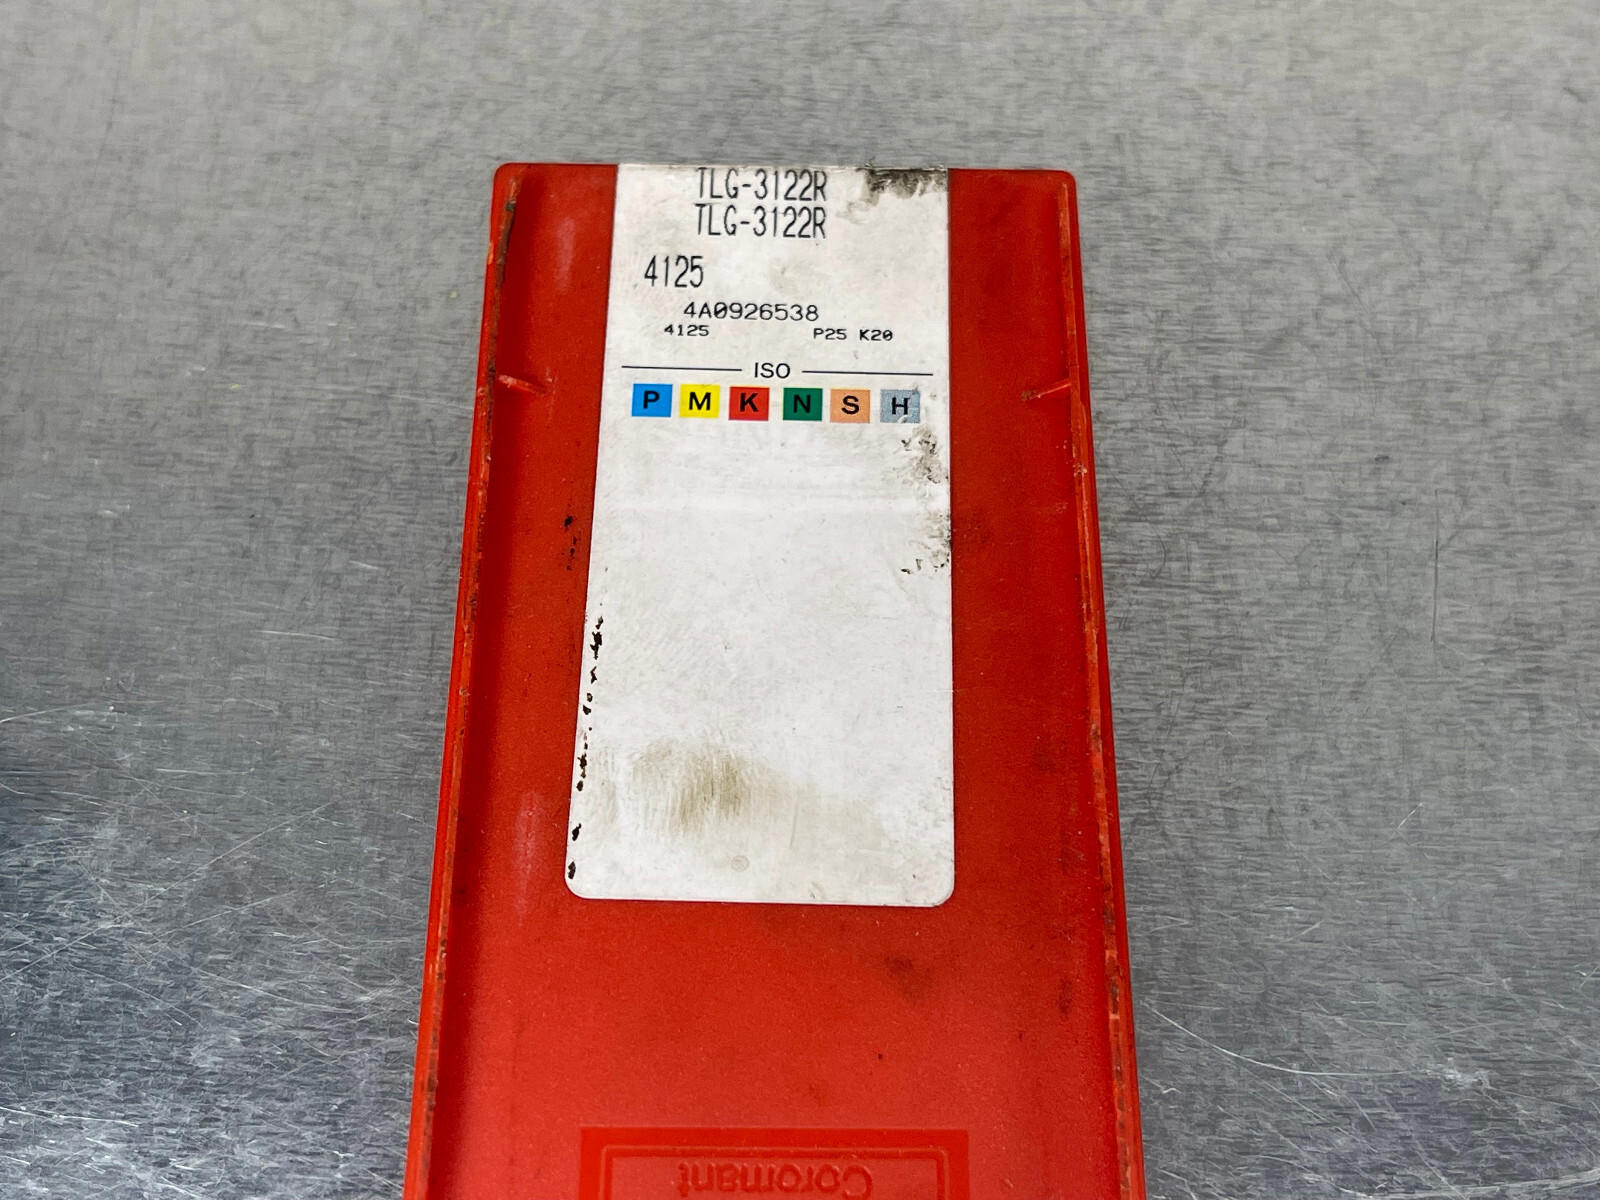 TLG-3122R
TLG-3122R
4125
4A0926538
4125 P25 K20
ISO
P M K N S H
Coromant